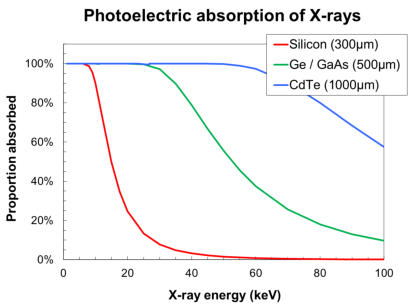 Photoelectric absorption of X-rays
Silicon (300µm)
Ge / GaAs (500µm)
CdTe (1000µm)
100%
80%
60%
40%
20%
0%
Proportion absorbed
0
20
40
60
80
100
X-ray energy (keV)